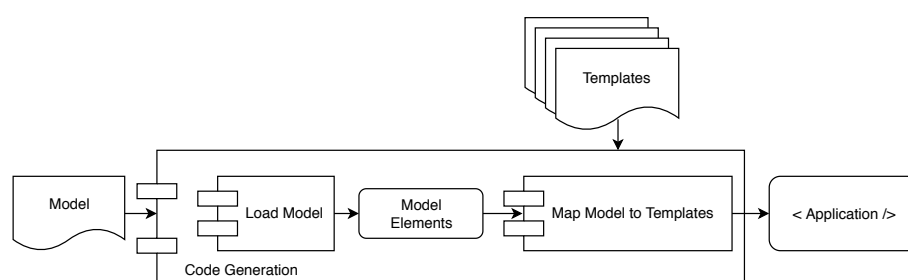 Templates
Model
Load Model
Model
Elements
Map Model to Templates
< Application />
Code Generation